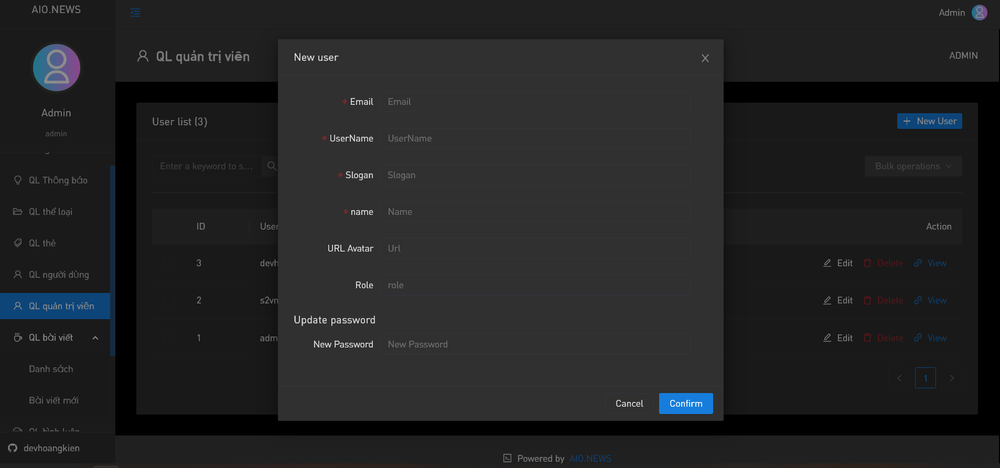 AIO.NEWS
Admin
QL quản trị viên
ADMIN
Admin
admin
QL Thông báo
QL thể loại
QL thẻ
QL người dùng
QL quản trị viên
QL bài viết
Danh sách
Bài viết mới
QL bình luận
devhoangkien
User list (3)
New User
Enter a keyword to s...
Bulk operations
ID User Action
3 devh Edit Delete View
2 s2vn Edit Delete View
1 adm Edit Delete View
1
New user
* Email Email
* UserName UserName
* Slogan Slogan
* name Name
URL Avatar Url
Role role
Update password
New Password New Password
Cancel Confirm
Powered by AIO.NEWS